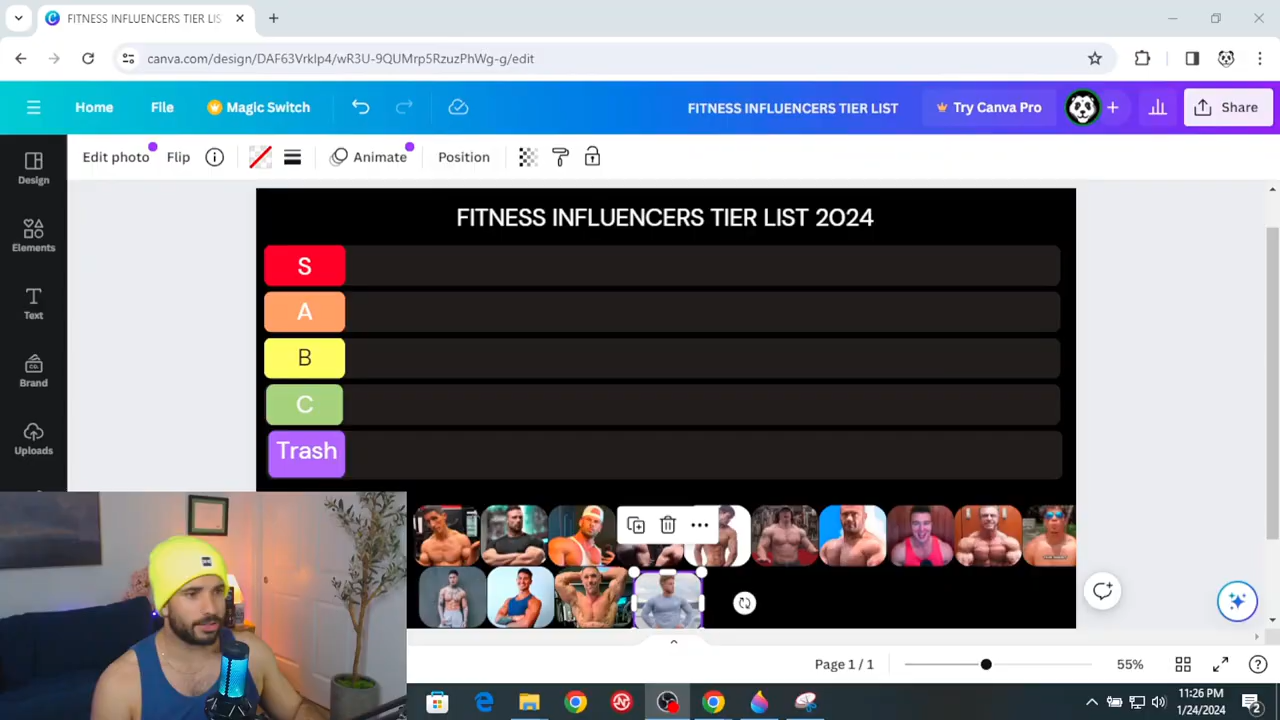 FITNESS INFLUENCERS TIER LIS
canva.com/design/DAF63Vrklp4/wR3U-9QUMrp5RzuzPhWg-g/edit
Home
File
Magic Switch
FITNESS INFLUENCERS TIER LIST
Try Canva Pro
Share
Edit photo
Flip
Animate
Position
Design
Elements
Text
Brand
Uploads
FITNESS INFLUENCERS TIER LIST 2024
S
A
B
C
Trash
Page 1 / 1
55%
11:26 PM
1/24/2024
2